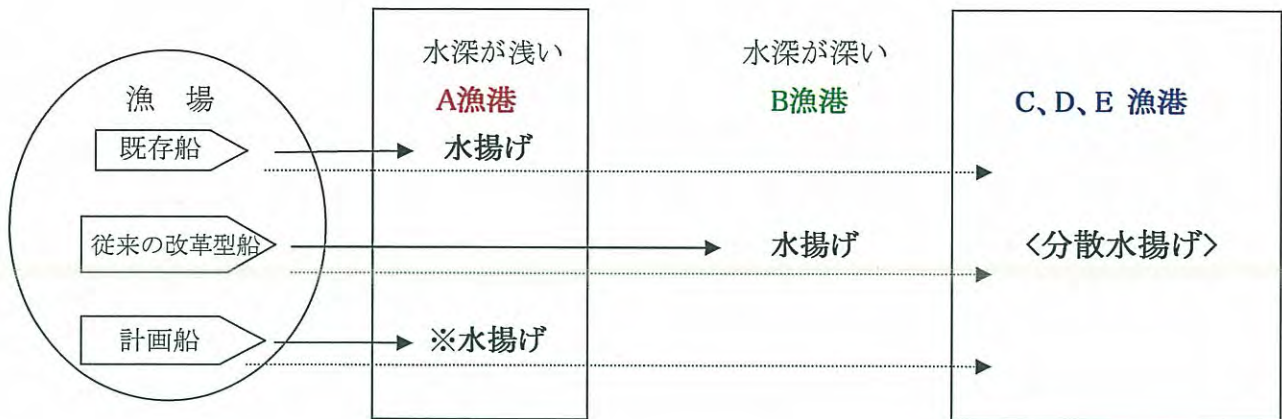 水深が浅い
水深が深い
漁 場
A漁港
B漁港
C、D、E 漁港
既存船
水揚げ
従来の改革型船
水揚げ
<分散水揚げ>
計画船
※水揚げ